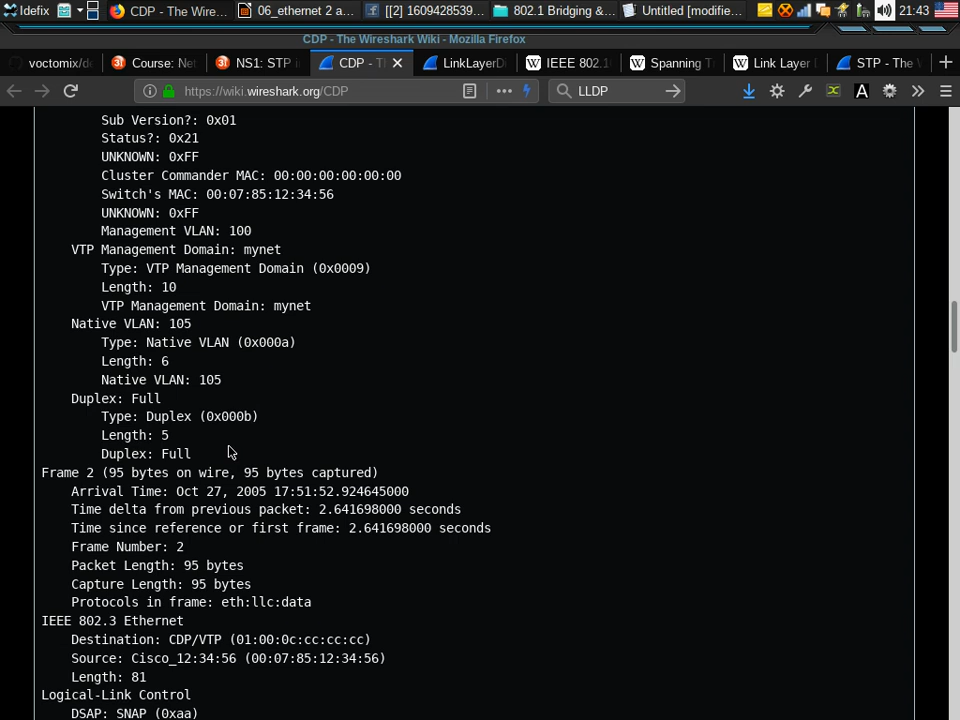 Idefix
CDP - The Wire...
06_ethernet 2 a...
[[2] 1609428539...
802.1 Bridging &...
Untitled [modifie...
21:43
CDP - The Wireshark Wiki - Mozilla Firefox
voctomix/de
Course: Net
NS1: STP i
CDP - T
LinkLayerDi
IEEE 802.1
Spanning T
Link Layer
STP - The W
https://wiki.wireshark.org/CDP
LLDP
Sub Version?: 0x01
Status?: 0x21
UNKNOWN: 0xFF
Cluster Commander MAC: 00:00:00:00:00:00
Switch's MAC: 00:07:85:12:34:56
UNKNOWN: 0xFF
Management VLAN: 100
VTP Management Domain: mynet
Type: VTP Management Domain (0x0009)
Length: 10
VTP Management Domain: mynet
Native VLAN: 105
Type: Native VLAN (0x000a)
Length: 6
Native VLAN: 105
Duplex: Full
Type: Duplex (0x000b)
Length: 5
Duplex: Full
Frame 2 (95 bytes on wire, 95 bytes captured)
Arrival Time: Oct 27, 2005 17:51:52.924645000
Time delta from previous packet: 2.641698000 seconds
Time since reference or first frame: 2.641698000 seconds
Frame Number: 2
Packet Length: 95 bytes
Capture Length: 95 bytes
Protocols in frame: eth:llc:data
IEEE 802.3 Ethernet
Destination: CDP/VTP (01:00:0c:cc:cc:cc)
Source: Cisco_12:34:56 (00:07:85:12:34:56)
Length: 81
Logical-Link Control
DSAP: SNAP (0xaa)